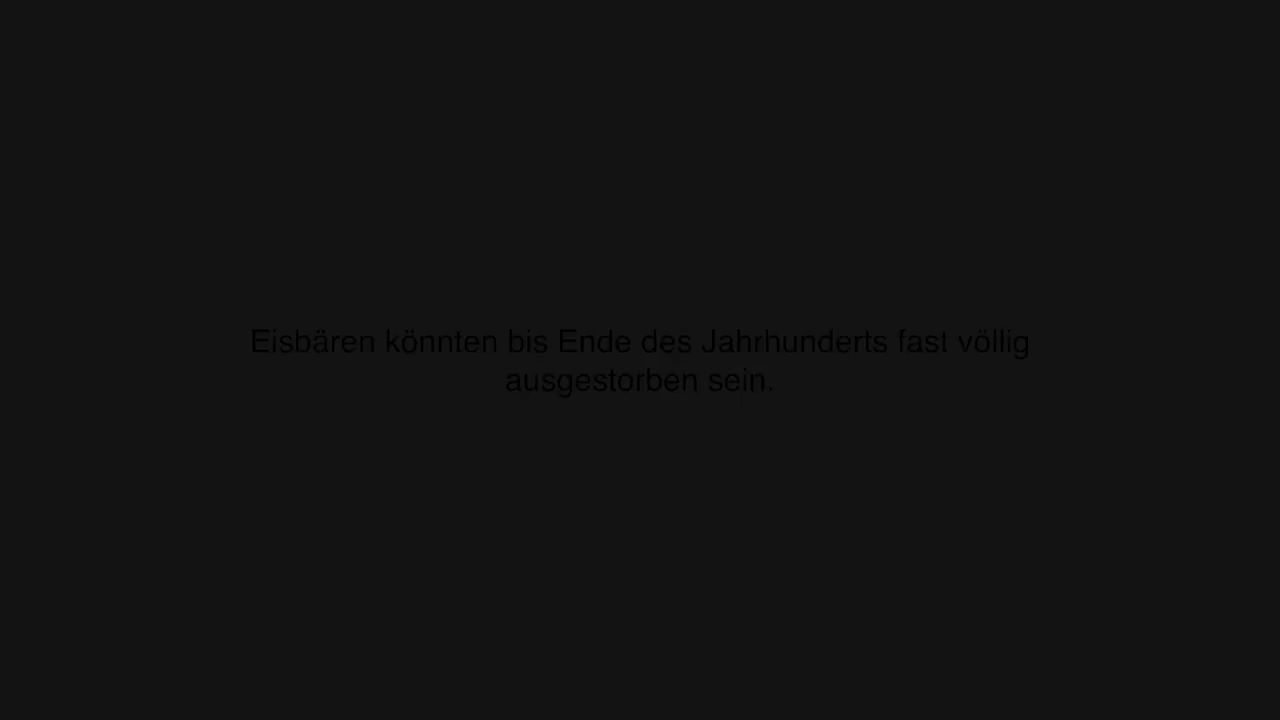 Eisbären könnten bis Ende des Jahrhunderts fast völlig
ausgestorben sein.